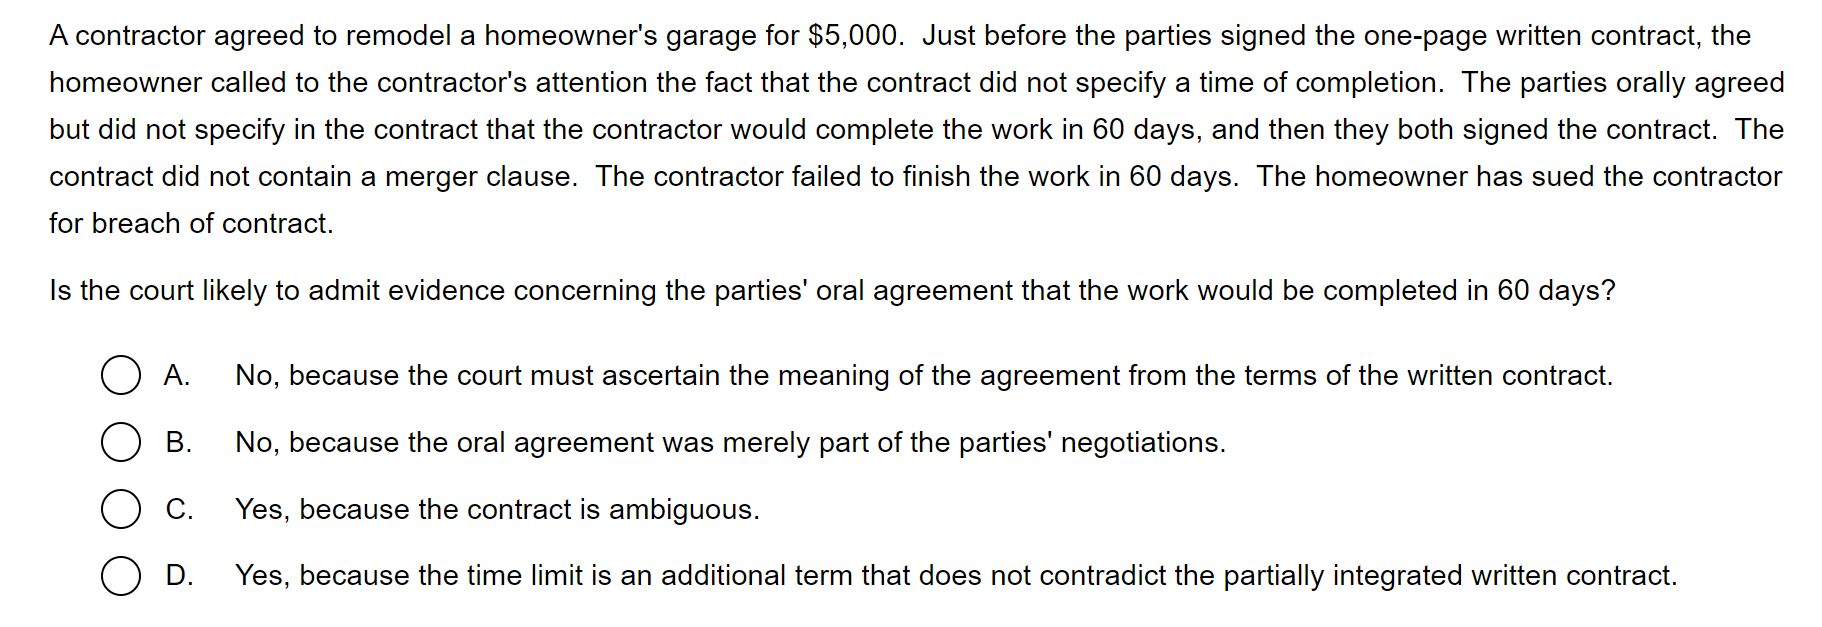 A contractor agreed to remodel a homeowner's garage for $5,000.  Just before the parties signed the one-page written contract, the
homeowner called to the contractor's attention the fact that the contract did not specify a time of completion.  The parties orally agreed
but did not specify in the contract that the contractor would complete the work in 60 days, and then they both signed the contract.  The
contract did not contain a merger clause.  The contractor failed to finish the work in 60 days.  The homeowner has sued the contractor
for breach of contract.
Is the court likely to admit evidence concerning the parties' oral agreement that the work would be completed in 60 days?
A. No, because the court must ascertain the meaning of the agreement from the terms of the written contract.
B. No, because the oral agreement was merely part of the parties' negotiations.
C. Yes, because the contract is ambiguous.
D. Yes, because the time limit is an additional term that does not contradict the partially integrated written contract.